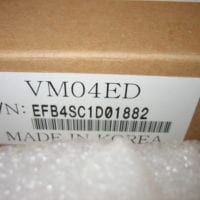 VM04ED
/N: EFB4SC1D01882
MADE IN KOREA